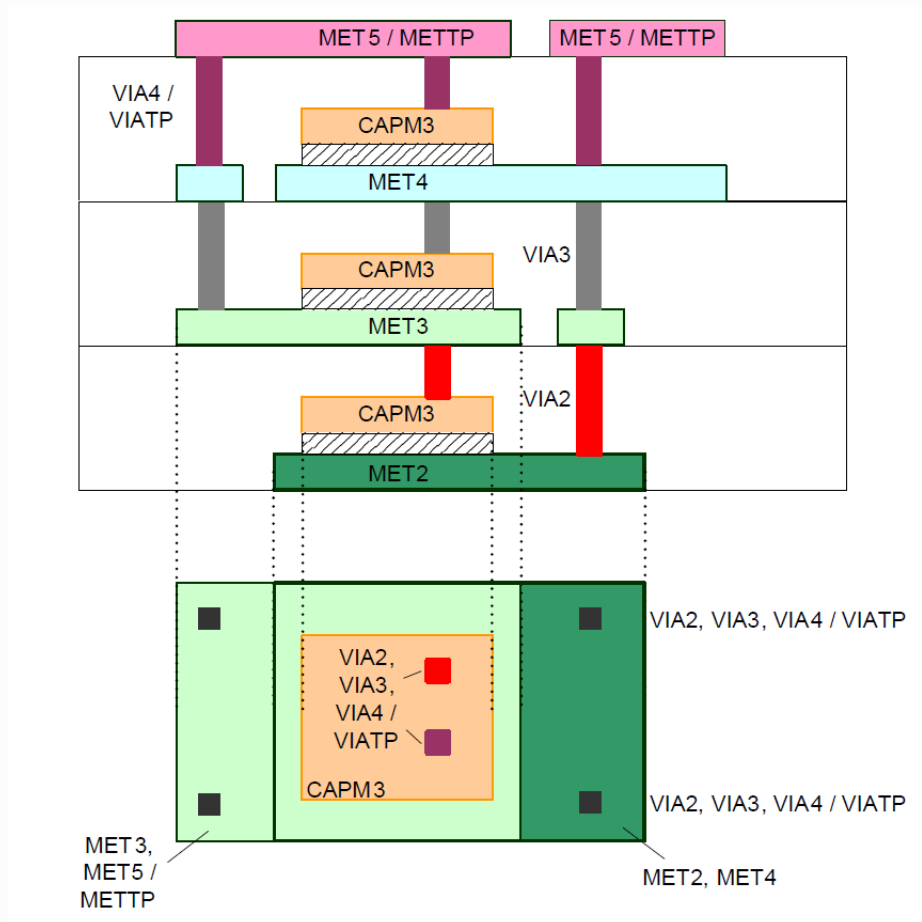 MET5 / METTP
MET5 / METTP
VIA4 /
VIATP
CAPM3
MET4
VIA3
CAPM3
MET3
VIA2
CAPM3
MET2
VIA2, VIA3, VIA4 / VIATP
VIA2,
VIA3,
VIA4 /
VIATP
CAPM3
VIA2, VIA3, VIA4 / VIATP
MET3,
MET5 /
METTP
MET2, MET4